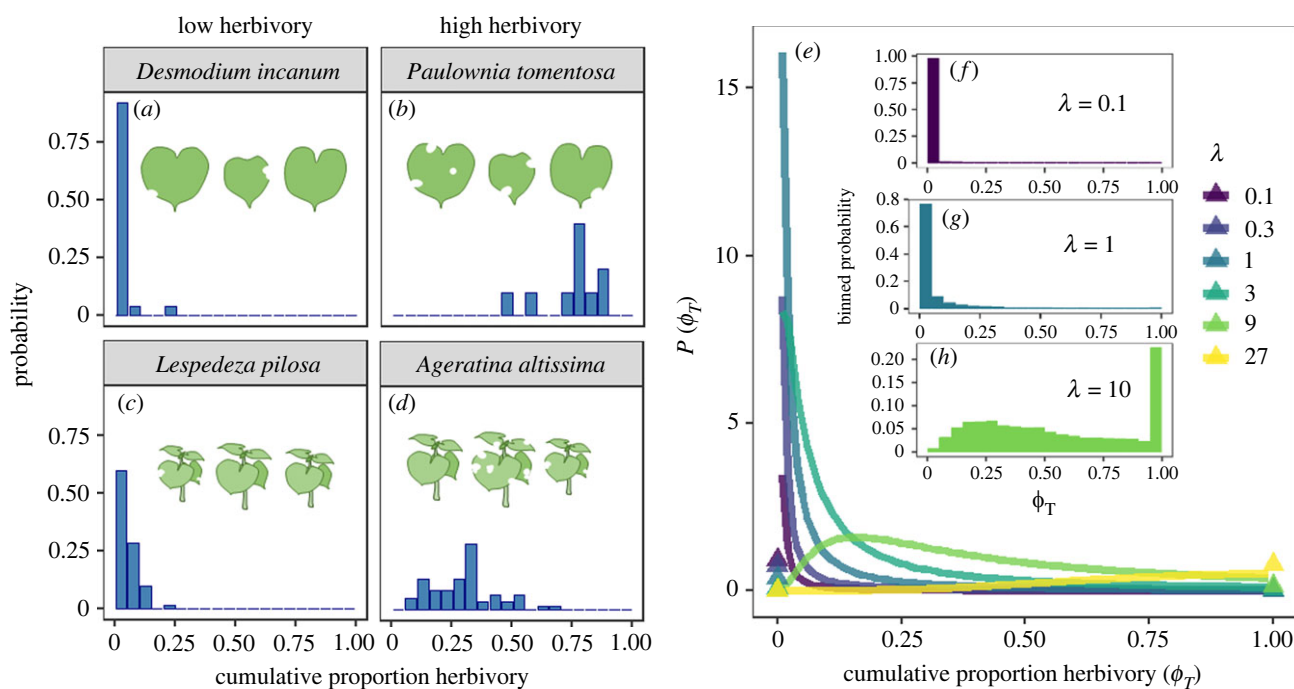 low herbivory
high herbivory
Desmodium incanum
Paulownia tomentosa
(a)
(b)
0.75
0.50
0.25
0
Lespedeza pilosa
Ageratina altissima
(c)
(d)
0.75
0.50
0.25
0
0 0.25 0.50 0.75 1.00
0 0.25 0.50 0.75 1.00
probability
cumulative proportion herbivory
(e)
15
10
5
0
P (ϕT)
0 0.25 0.50 0.75 1.00
cumulative proportion herbivory (ϕT)
(f)
λ = 0.1
1.00
0.75
0.50
0.25
0
0 0.25 0.50 0.75 1.00
(g)
λ = 1
0.8
0.6
0.4
0.2
0
0 0.25 0.50 0.75 1.00
binned probability
(h)
λ = 10
0.20
0.15
0.10
0.05
0
0 0.25 0.50 0.75 1.00
ϕT
λ
0.1
0.3
1
3
9
27